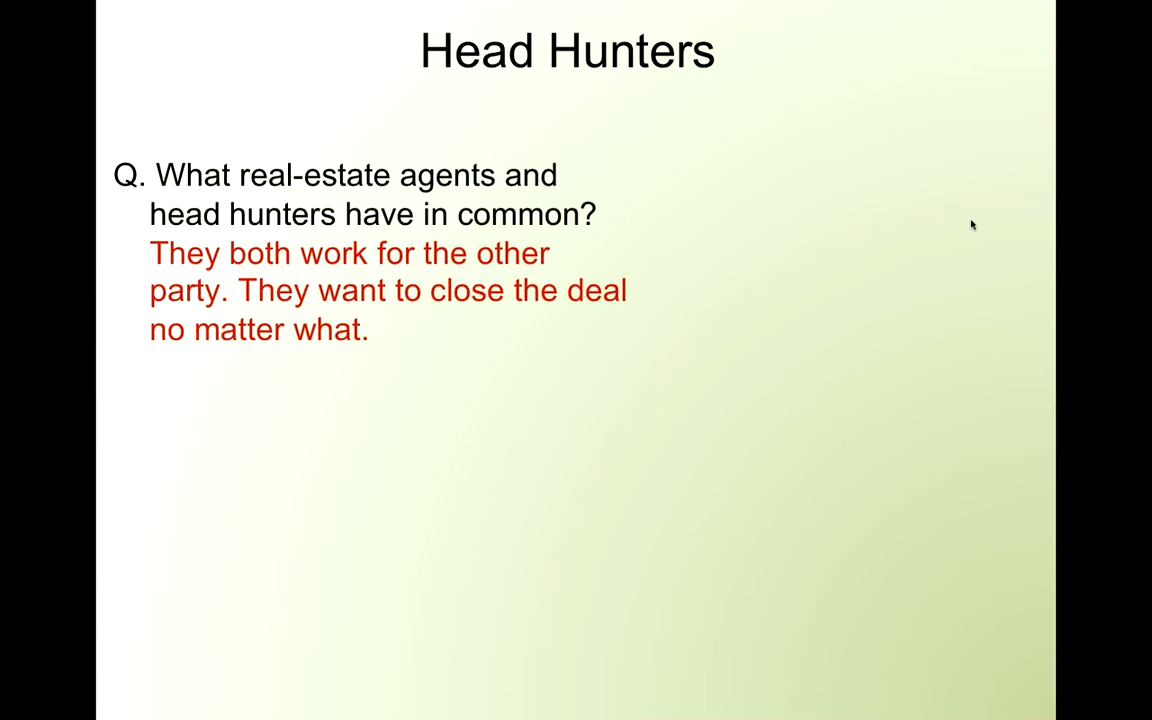 Head Hunters
Q. What real-estate agents and
head hunters have in common?
They both work for the other
party. They want to close the deal
no matter what.